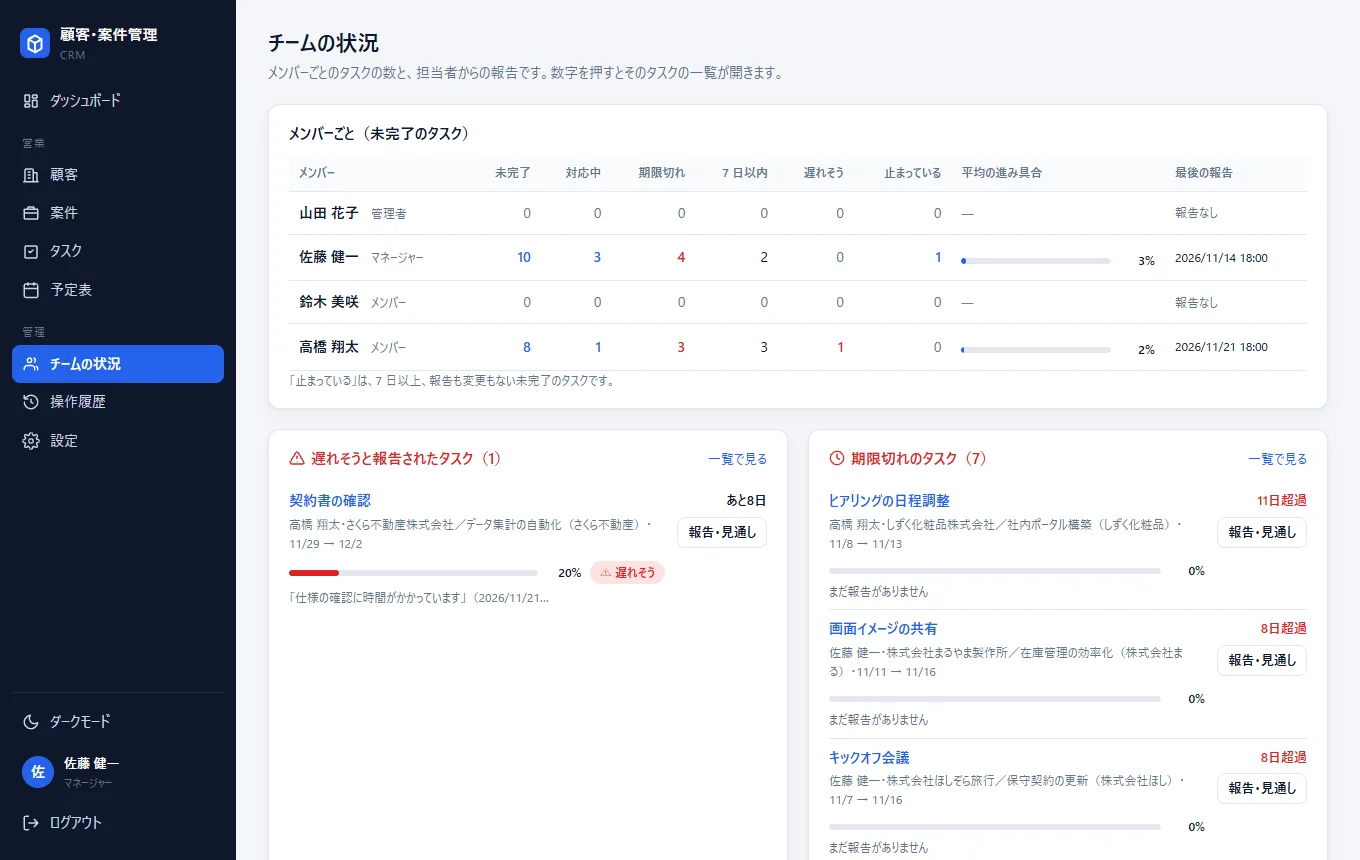 顧客・案件管理
CRM
ダッシュボード
営業
顧客
案件
タスク
予定表
管理
チームの状況
操作履歴
設定
ダークモード
佐
佐藤 健一
マネージャー
ログアウト
チームの状況
メンバーごとのタスクの数と、担当者からの報告です。数字を押すとそのタスクの一覧が開きます。
メンバーごと（未完了のタスク）
メンバー 未完了 対応中 期限切れ 7 日以内 遅れそう 止まっている 平均の進み具合 最後の報告
山田 花子 管理者 0 0 0 0 0 0 — 報告なし
佐藤 健一 マネージャー 10 3 4 2 0 1 3% 2026/11/14 18:00
鈴木 美咲 メンバー 0 0 0 0 0 0 — 報告なし
高橋 翔太 メンバー 8 1 3 3 1 0 2% 2026/11/21 18:00
「止まっている」は、7 日以上、報告も変更もない未完了のタスクです。
遅れそうと報告されたタスク（1） 一覧で見る
契約書の確認 あと8日
高橋 翔太・さくら不動産株式会社／データ集計の自動化（さくら不動産）・
11/29 → 12/2
報告・見通し
20% 遅れそう
「仕様の確認に時間がかかっています」（2026/11/21...
期限切れのタスク（7） 一覧で見る
ヒアリングの日程調整 11日超過
高橋 翔太・しずく化粧品株式会社／社内ポータル構築（しずく化粧品）・
11/8 → 11/13
報告・見通し
0%
まだ報告がありません
画面イメージの共有 8日超過
佐藤 健一・株式会社まるやま製作所／在庫管理の効率化（株式会社ま
る）・11/11 → 11/16
報告・見通し
0%
まだ報告がありません
キックオフ会議 8日超過
佐藤 健一・株式会社ほしぞら旅行／保守契約の更新（株式会社ほし）・
11/7 → 11/16
報告・見通し
0%
まだ報告がありません